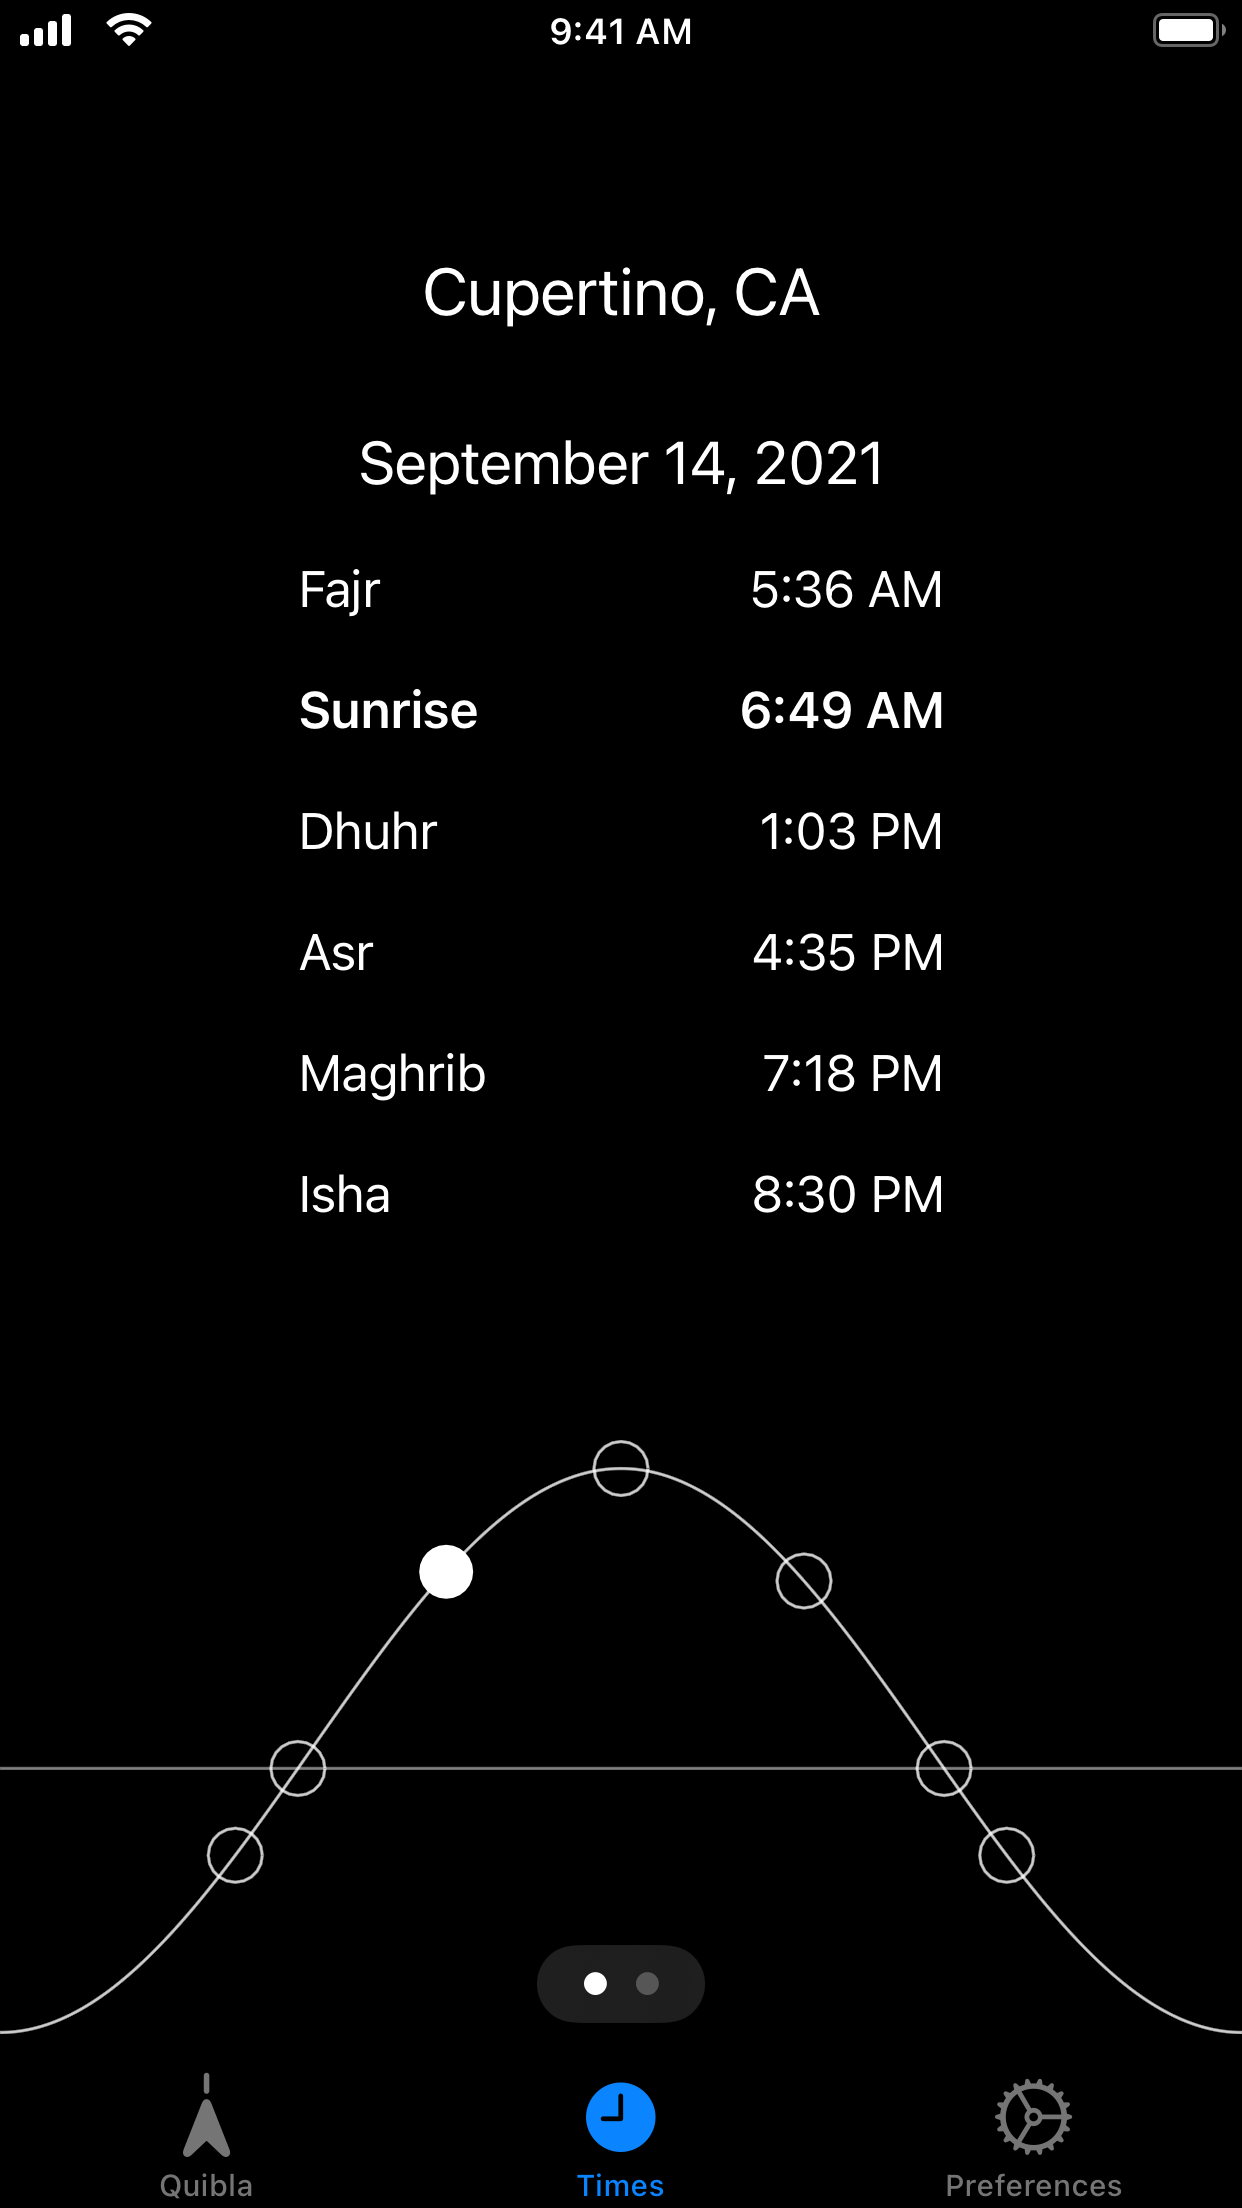 9:41 AM
Cupertino, CA
September 14, 2021
Fajr 5:36 AM
Sunrise 6:49 AM
Dhuhr 1:03 PM
Asr 4:35 PM
Maghrib 7:18 PM
Isha 8:30 PM
Quibla Times Preferences